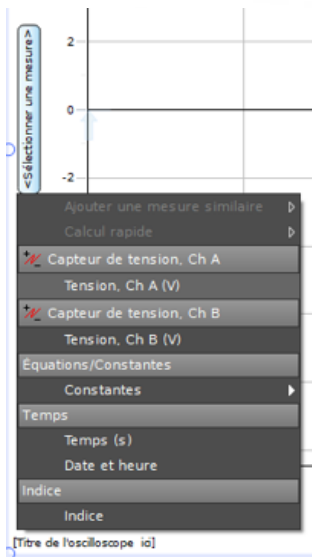 2
<Sélectionner une mesure>
0
-2
Ajouter une mesure similaire
Calcul rapide
Capteur de tension, Ch A
Tension, Ch A (V)
Capteur de tension, Ch B
Tension, Ch B (V)
Équations/Constantes
Constantes
Temps
Temps (s)
Date et heure
Indice
Indice
[Titre de l'oscilloscope ici]